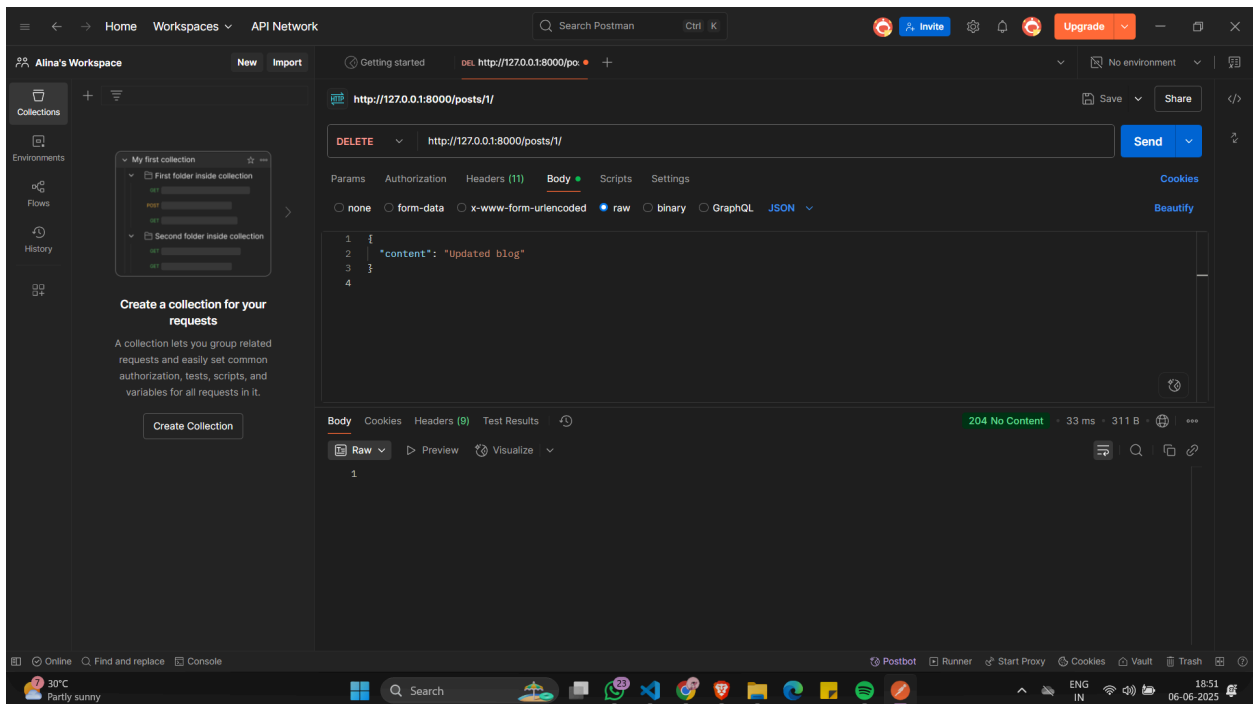 Home Workspaces API Network Search Postman Ctrl K Invite Upgrade
Alina's Workspace New Import Getting started DEL http://127.0.0.1:8000/po: + No environment
Collections
Environments
Flows
History
My first collection
First folder inside collection
GET
POST
GET
Second folder inside collection
GET
GET
Create a collection for your
requests
A collection lets you group related
requests and easily set common
authorization, tests, scripts, and
variables for all requests in it.
Create Collection
HTTP http://127.0.0.1:8000/posts/1/ Save Share
DELETE http://127.0.0.1:8000/posts/1/ Send
Params Authorization Headers (11) Body Scripts Settings Cookies
none form-data x-www-form-urlencoded raw binary GraphQL JSON Beautify
1 {
2 "content": "Updated blog"
3 }
4
Body Cookies Headers (9) Test Results 204 No Content 33 ms 311 B
Raw Preview Visualize
1
Online Find and replace Console Postbot Runner Start Proxy Cookies Vault Trash
7 30°C
Partly sunny
Search
23
ENG
IN
18:51
06-06-2025